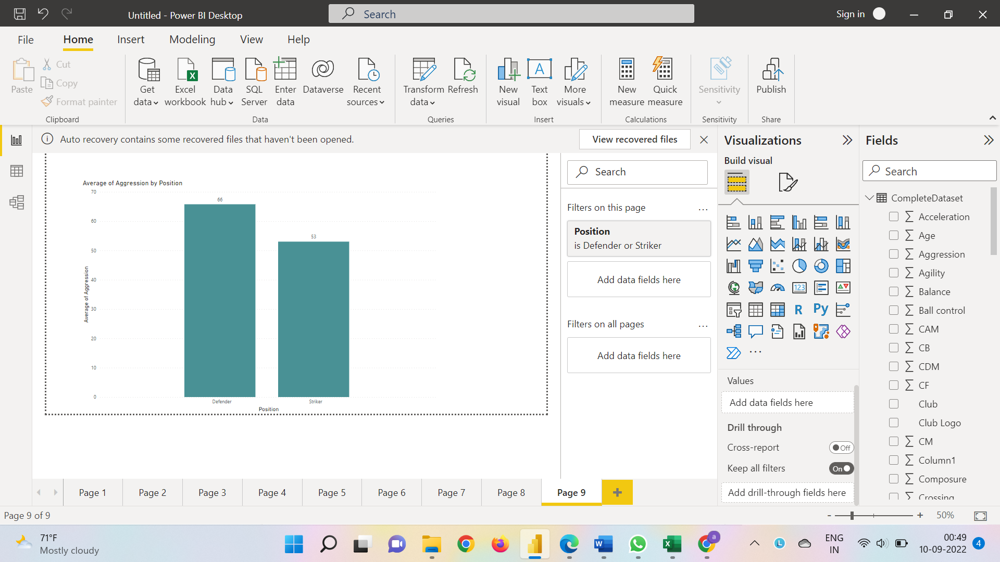 Untitled - Power BI Desktop
Search
Sign in
File
Home
Insert
Modeling
View
Help
Paste
Cut
Copy
Format painter
Clipboard
Get data
Excel workbook
Data hub
SQL Server
Enter data
Dataverse
Recent sources
Data
Transform data
Refresh
Queries
New visual
Text box
More visuals
Insert
New measure
Quick measure
Calculations
Sensitivity
Sensitivity
Publish
Share
Auto recovery contains some recovered files that haven't been opened.
View recovered files
Average of Aggression by Position
Average of Aggression
70
60
50
40
30
20
10
0
66
53
Defender
Striker
Position
Search
Filters on this page
...
Position
is Defender or Striker
Add data fields here
Filters on all pages
...
Add data fields here
Visualizations
Build visual
123
R
Py
...
Values
Add data fields here
Drill through
Cross-report
Off
Keep all filters
On
Add drill-through fields here
Fields
Search
CompleteDataset
∑ Acceleration
∑ Age
∑ Aggression
∑ Agility
∑ Balance
∑ Ball control
∑ CAM
∑ CB
∑ CDM
∑ CF
Club
Club Logo
∑ CM
∑ Column1
∑ Composure
∑ Crossing
Page 1
Page 2
Page 3
Page 4
Page 5
Page 6
Page 7
Page 8
Page 9
+
Page 9 of 9
-
+
50%
71°F
Mostly cloudy
W
X
a
L
ENG
IN
00:49
10-09-2022
4